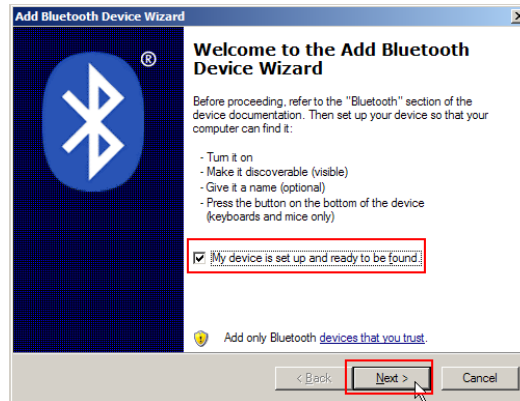 Add Bluetooth Device Wizard
®
Welcome to the Add Bluetooth
Device Wizard
Before proceeding, refer to the "Bluetooth" section of the
device documentation. Then set up your device so that your
computer can find it:
- Turn it on
- Make it discoverable (visible)
- Give it a name (optional)
- Press the button on the bottom of the device
(keyboards and mice only)
My device is set up and ready to be found.
Add only Bluetooth devices that you trust.
< Back
Next >
Cancel